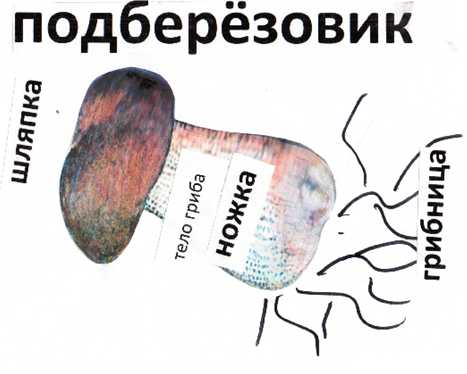 подберёзовик
шляпка
тело гриба
ножка
грибница